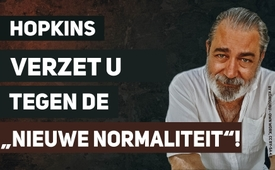 HOPKINS
VERZET U
TEGEN DE
„NIEUWE NORMALITEIT“!